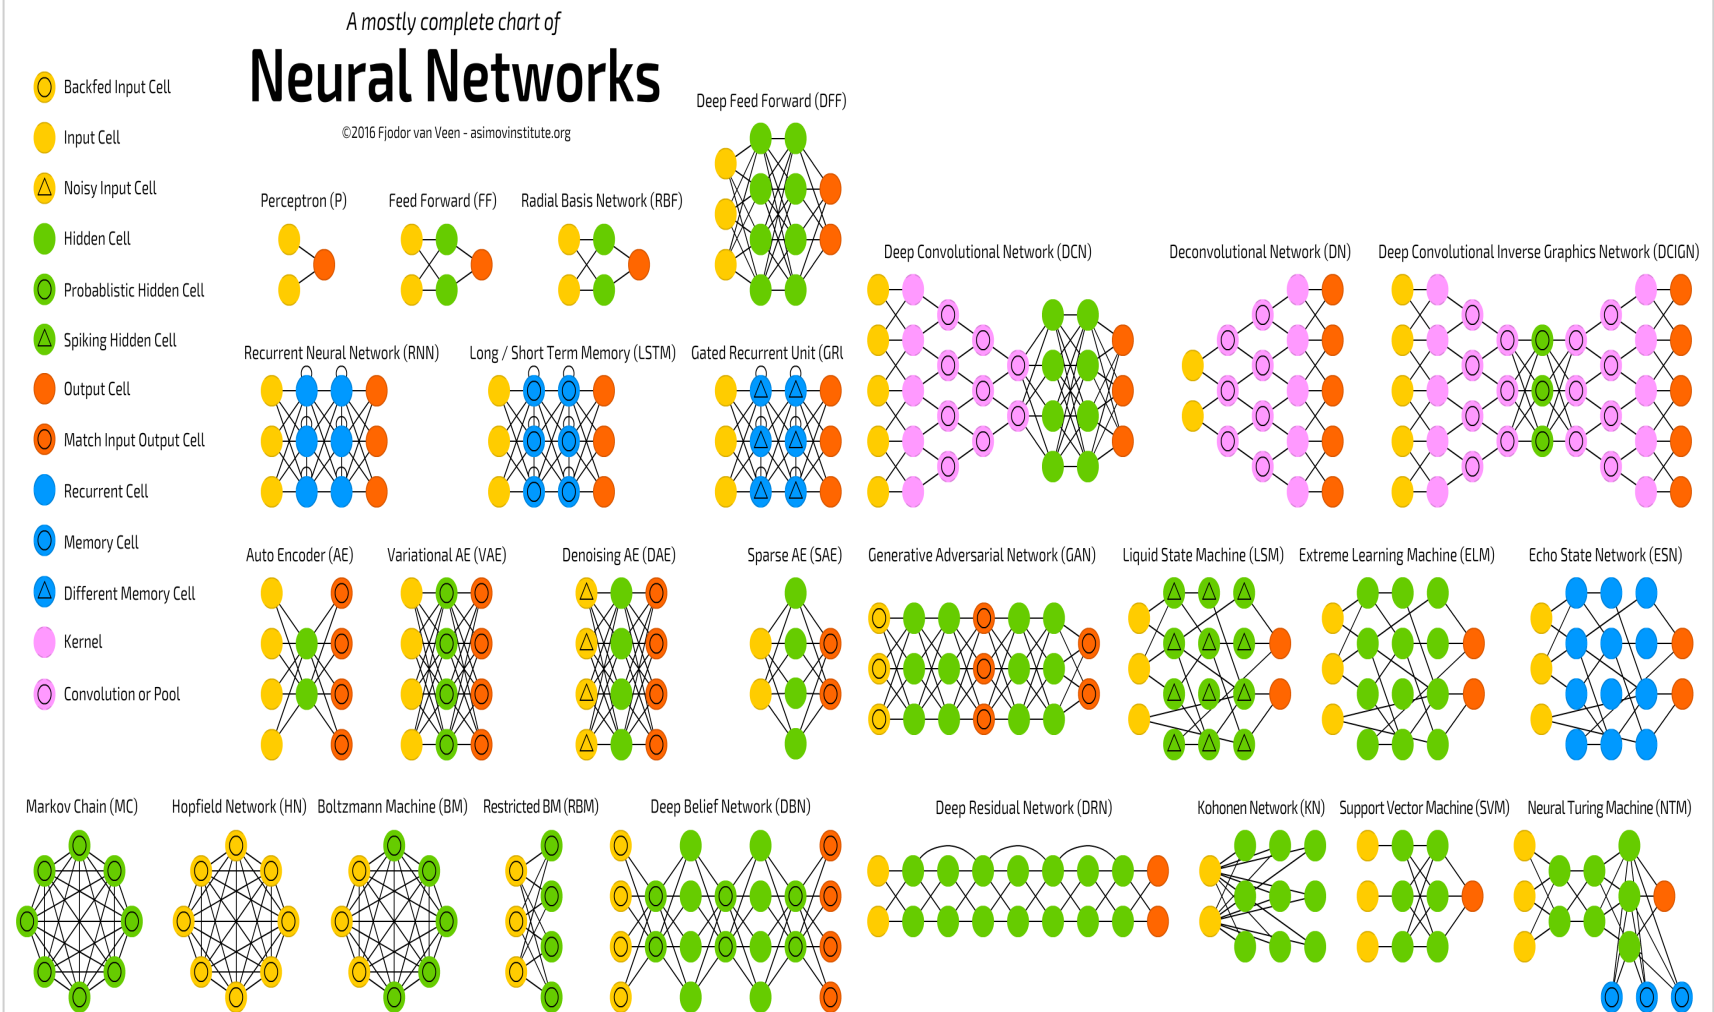 A mostly complete chart of
Neural Networks
©2016 Fjodor van Veen - asimovinstitute.org
Backfed Input Cell
Input Cell
Noisy Input Cell
Hidden Cell
Probablistic Hidden Cell
Spiking Hidden Cell
Output Cell
Match Input Output Cell
Recurrent Cell
Memory Cell
Different Memory Cell
Kernel
Convolution or Pool
Deep Feed Forward (DFF)
Perceptron (P)
Feed Forward (FF)
Radial Basis Network (RBF)
Deep Convolutional Network (DCN)
Deconvolutional Network (DN)
Deep Convolutional Inverse Graphics Network (DCIGN)
Recurrent Neural Network (RNN)
Long / Short Term Memory (LSTM)
Gated Recurrent Unit (GRU
Auto Encoder (AE)
Variational AE (VAE)
Denoising AE (DAE)
Sparse AE (SAE)
Generative Adversarial Network (GAN)
Liquid State Machine (LSM)
Extreme Learning Machine (ELM)
Echo State Network (ESN)
Markov Chain (MC)
Hopfield Network (HN)
Boltzmann Machine (BM)
Restricted BM (RBM)
Deep Belief Network (DBN)
Deep Residual Network (DRN)
Kohonen Network (KN)
Support Vector Machine (SVM)
Neural Turing Machine (NTM)